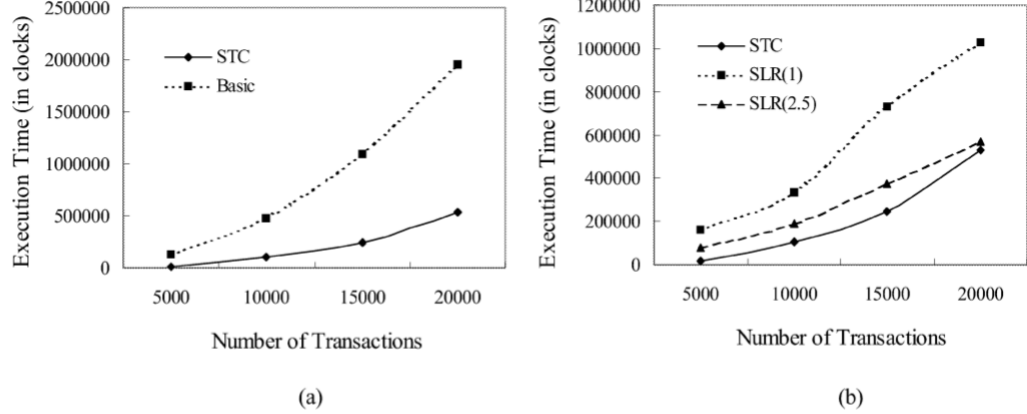 2500000
2000000
1500000
1000000
500000
0
Execution Time (in clocks)
STC
Basic
5000 10000 15000 20000
Number of Transactions
(a)
1200000
1000000
800000
600000
400000
200000
0
Execution Time (in clocks)
STC
SLR(1)
SLR(2.5)
5000 10000 15000 20000
Number of Transactions
(b)